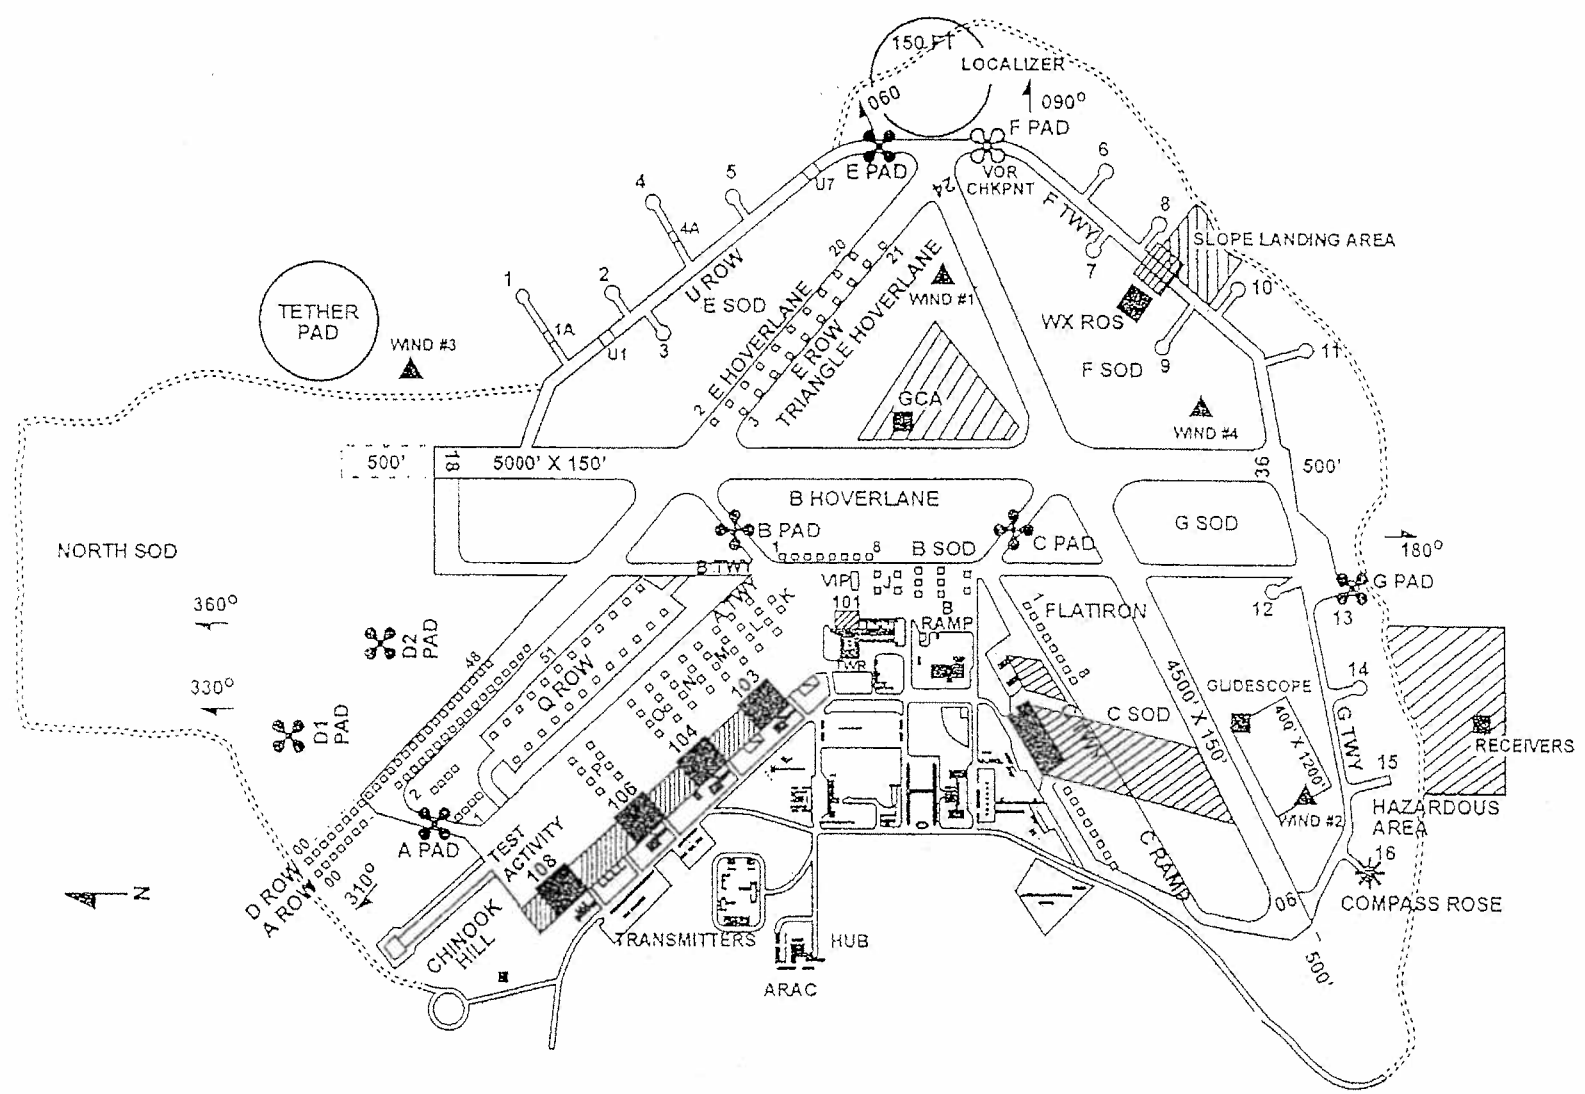 150 FT
LOCALIZER
060
090°
F PAD
E PAD
VOR
CHKPNT
24
F TWY
6
7
8
SLOPE LANDING AREA
10
WX ROS
9
11
F SOD
WIND #4
U7
5
4
4A
U ROW
1
2
1A
U1
3
E SOD
20
21
E HOVERLANE
E ROW
TRIANGLE HOVERLANE
2
3
WIND #1
GCA
TETHER
PAD
WIND #3
500'
18
5000' X 150'
36
500'
B HOVERLANE
B PAD
C PAD
G SOD
1
8
B SOD
NORTH SOD
180°
G PAD
B TWY
A TWY
VIP
J
K
L
M
N
O
P
101
B
RAMP
TWR
1
FLATIRON
8
12
13
360°
D2
PAD
330°
D1
PAD
48
51
Q ROW
2
1
103
104
106
108
A PAD
TEST
ACTIVITY
C SOD
C TWY
4500' X 150'
GLIDESCOPE
400' X 1200'
14
G TWY
15
RECEIVERS
HAZARDOUS
AREA
WIND #2
16
COMPASS ROSE
06
500'
C RAMP
D ROW 00
A ROW 00
310°
N
CHINOOK
HILL
TRANSMITTERS
HUB
ARAC